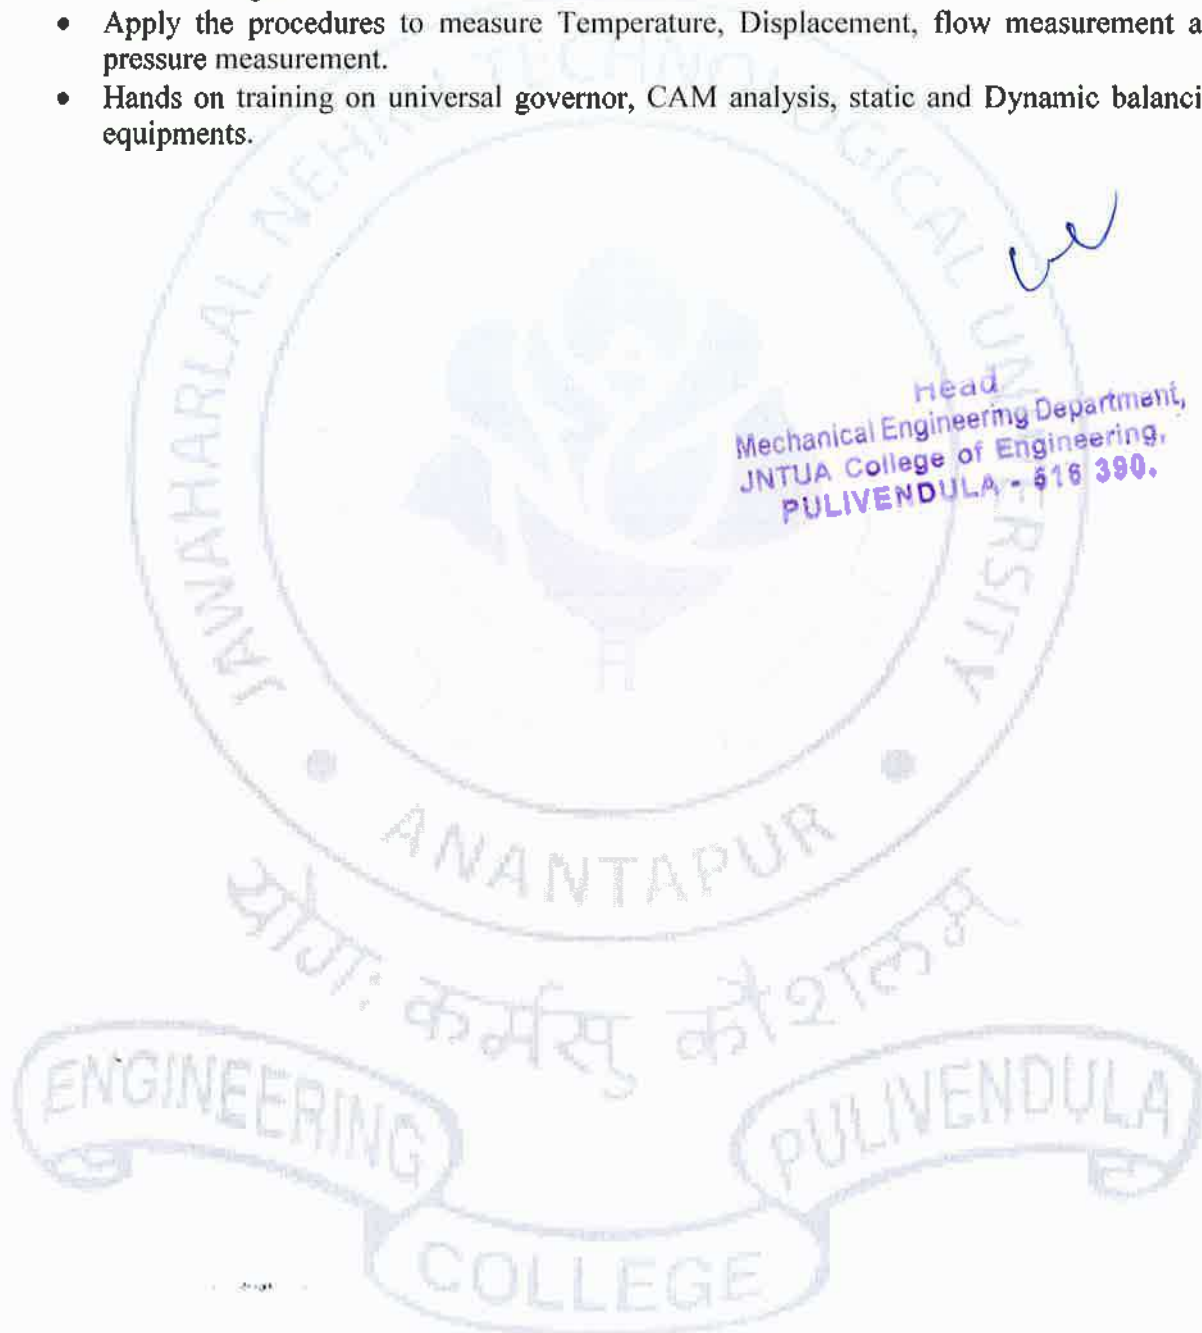 • Apply the procedures to measure Temperature, Displacement, flow measurement a
pressure measurement.
• Hands on training on universal governor, CAM analysis, static and Dynamic balanci
equipments.
Head
Mechanical Engineering Department,
JNTUA College of Engineering,
PULIVENDULA - 516 390.
JAWAHARLAL NEHRU TECHNOLOGICAL UNIVERSITY
ANANTAPUR
योगः कर्मसु कौशलम्
ENGINEERING
PULIVENDULA
COLLEGE